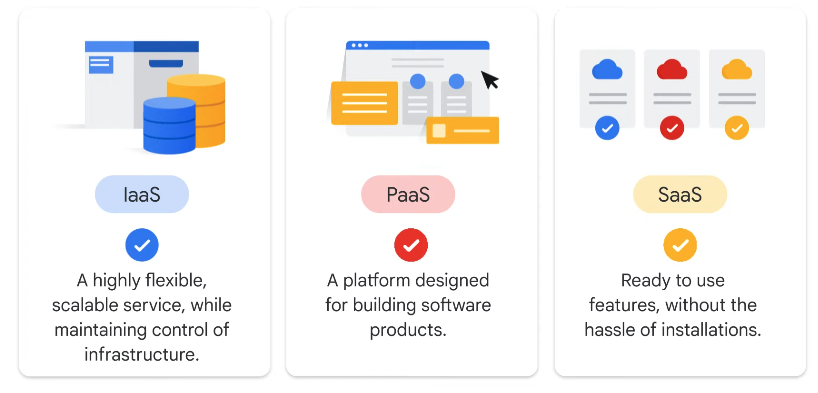 IaaS
A highly flexible,
scalable service, while
maintaining control of
infrastructure.
PaaS
A platform designed
for building software
products.
SaaS
Ready to use
features, without the
hassle of installations.